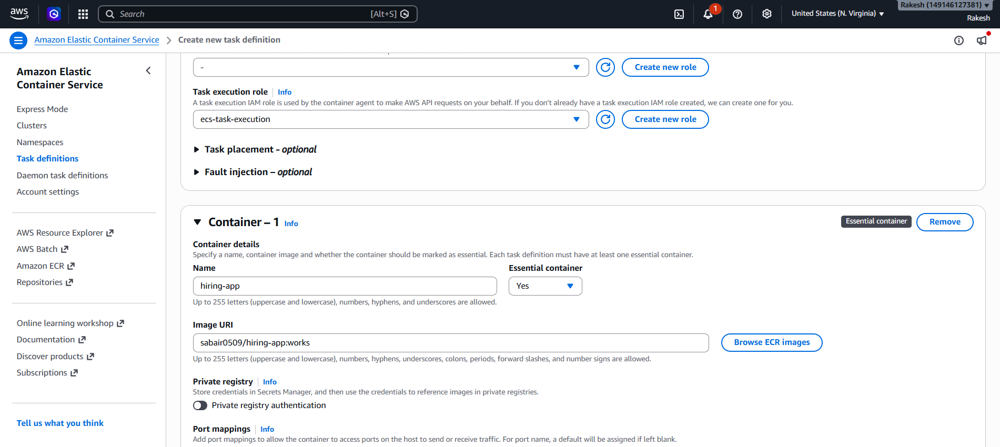 aws
Search
[Alt+S]
1
United States (N. Virginia)
Rakesh (149146127381)
Rakesh
Amazon Elastic Container Service
Create new task definition
Amazon Elastic
Container Service
Express Mode
Clusters
Namespaces
Task definitions
Daemon task definitions
Account settings
AWS Resource Explorer
AWS Batch
Amazon ECR
Repositories
Online learning workshop
Documentation
Discover products
Subscriptions
Tell us what you think
-
Create new role
Task execution role
Info
A task execution IAM role is used by the container agent to make AWS API requests on your behalf. If you don't already have a task execution IAM role created, we can create one for you.
ecs-task-execution
Create new role
Task placement - optional
Fault injection – optional
Container – 1 Info
Essential container
Remove
Container details
Specify a name, container image and whether the container should be marked as essential. Each task definition must have at least one essential container.
Name
Essential container
hiring-app
Yes
Up to 255 letters (uppercase and lowercase), numbers, hyphens, and underscores are allowed.
Image URI
sabair0509/hiring-app:works
Browse ECR images
Up to 255 letters (uppercase and lowercase), numbers, hyphens, underscores, colons, periods, forward slashes, and number signs are allowed.
Private registry
Info
Store credentials in Secrets Manager, and then use the credentials to reference images in private registries.
Private registry authentication
Port mappings
Info
Add port mappings to allow the container to access ports on the host to send or receive traffic. For port name, a default will be assigned if left blank.